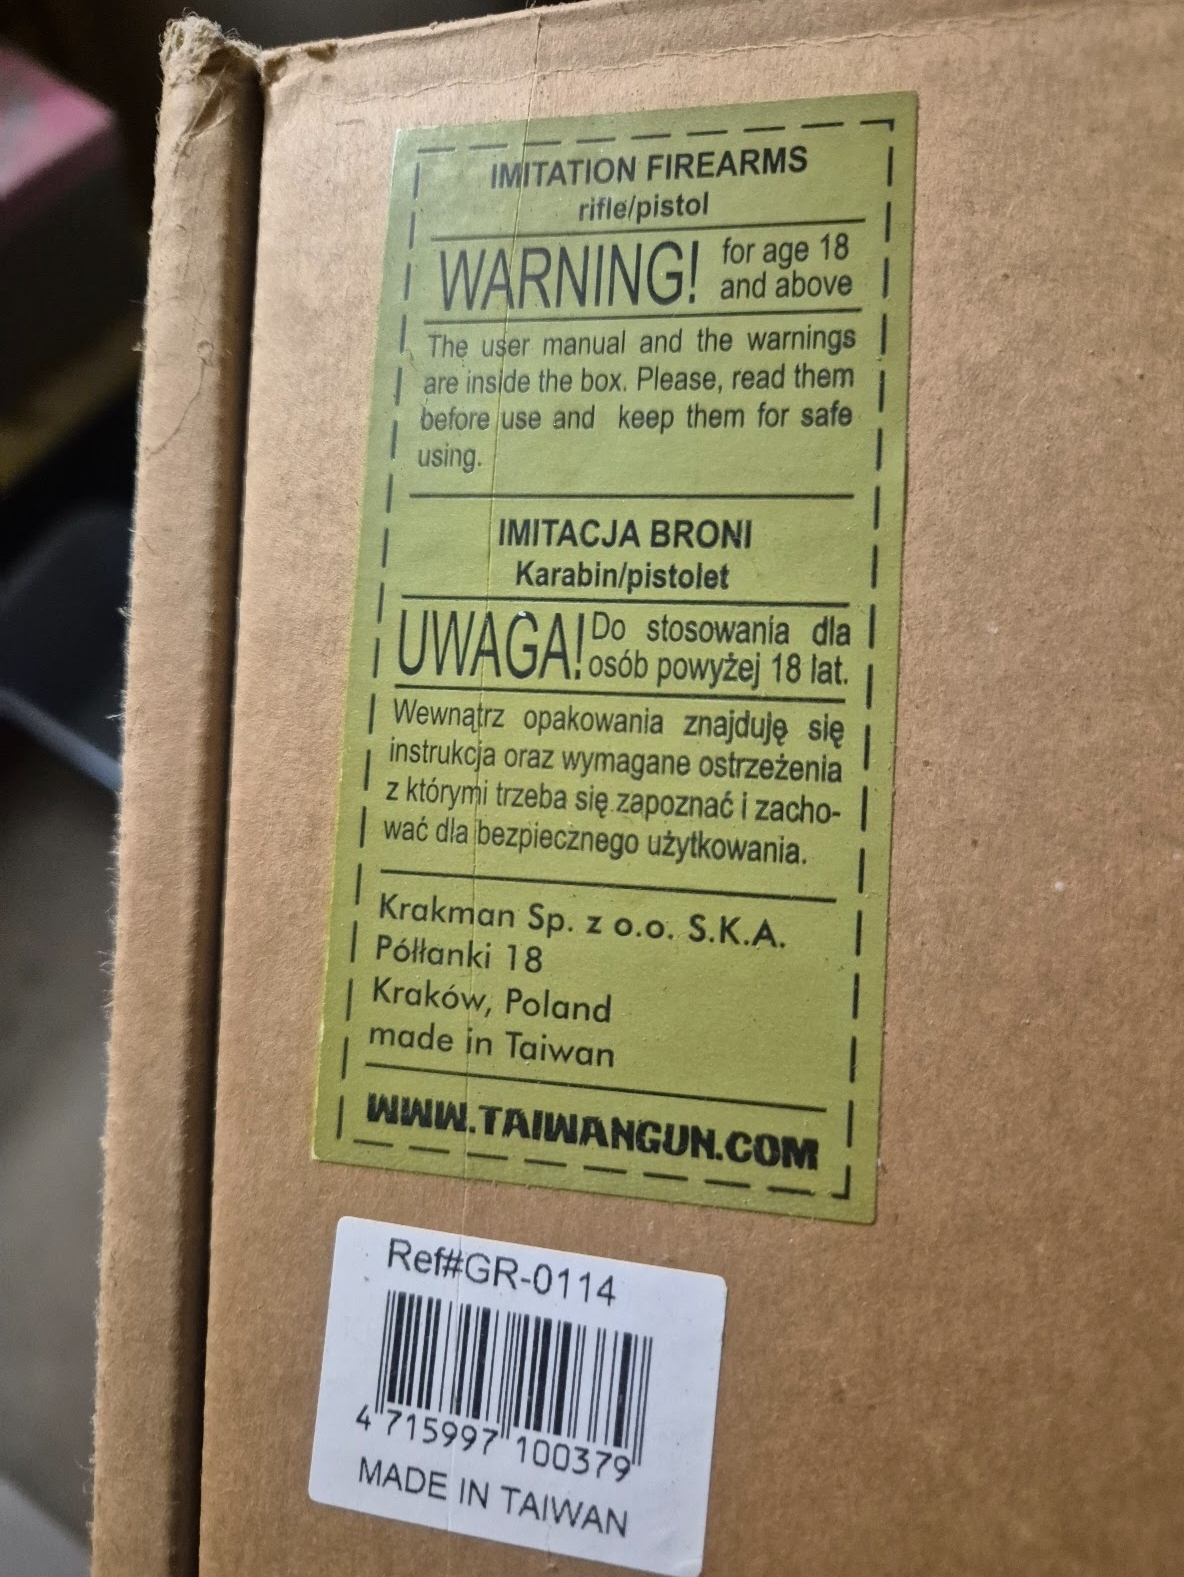 IMITATION FIREARMS
rifle/pistol
WARNING! for age 18
and above
The user manual and the warnings
are inside the box. Please, read them
before use and keep them for safe
using.
IMITACJA BRONI
Karabin/pistolet
UWAGA! Do stosowania dla
osób powyżej 18 lat.
Wewnątrz opakowania znajduję się
instrukcja oraz wymagane ostrzeżenia
z którymi trzeba się zapoznać i zacho-
wać dla bezpiecznego użytkowania.
Krakman Sp. z o.o. S.K.A.
Półłanki 18
Kraków, Poland
made in Taiwan
WWW.TAIWANGUN.COM
Ref#GR-0114
4 715997 100379
MADE IN TAIWAN